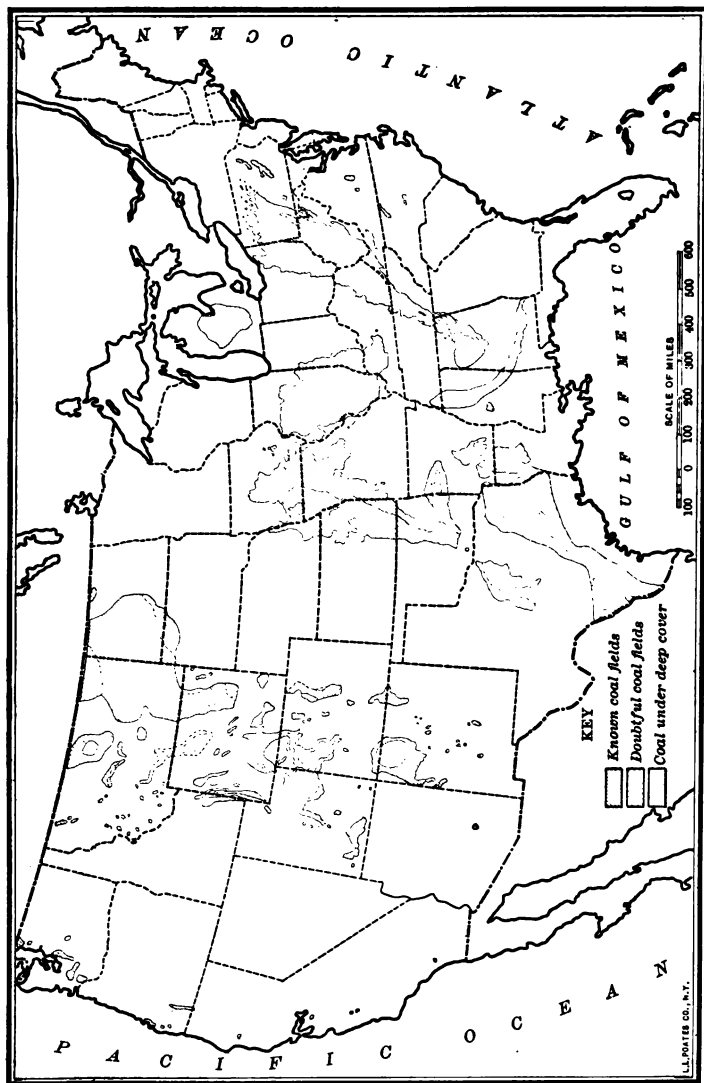 ATLANTIC OCEAN
PACIFIC OCEAN
GULF OF MEXICO
SCALE OF MILES
100 0 100 200 300 400 500 600
KEY
Known coal fields
Doubtful coal fields
Coal under deep cover
L.L.POATES CO., N.Y.